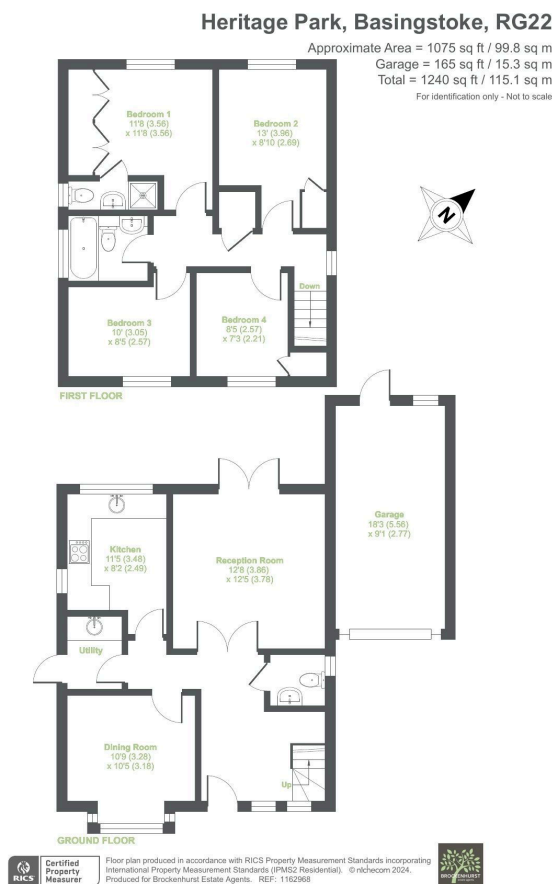 Heritage Park, Basingstoke, RG22
Approximate Area = 1075 sq ft / 99.8 sq m
Garage = 165 sq ft / 15.3 sq m
Total = 1240 sq ft / 115.1 sq m
For identification only - Not to scale
Bedroom 1
11'8 (3.56)
x 11'8 (3.56)
Bedroom 2
13' (3.96)
x 8'10 (2.69)
N
Down
Bedroom 3
10' (3.05)
x 8'5 (2.57)
Bedroom 4
8'5 (2.57)
x 7'3 (2.21)
FIRST FLOOR
Garage
18'3 (5.56)
x 9'1 (2.77)
Kitchen
11'5 (3.48)
x 8'2 (2.49)
Reception Room
12'8 (3.86)
x 12'5 (3.78)
Utility
Dining Room
10'9 (3.28)
x 10'5 (3.18)
Up
GROUND FLOOR
RICS
Certified
Property
Measurer
Floor plan produced in accordance with RICS Property Measurement Standards incorporating
International Property Measurement Standards (IPMS2 Residential). © nichecom 2024.
Produced for Brockenhurst Estate Agents. REF: 1162968
BROCKENHURST